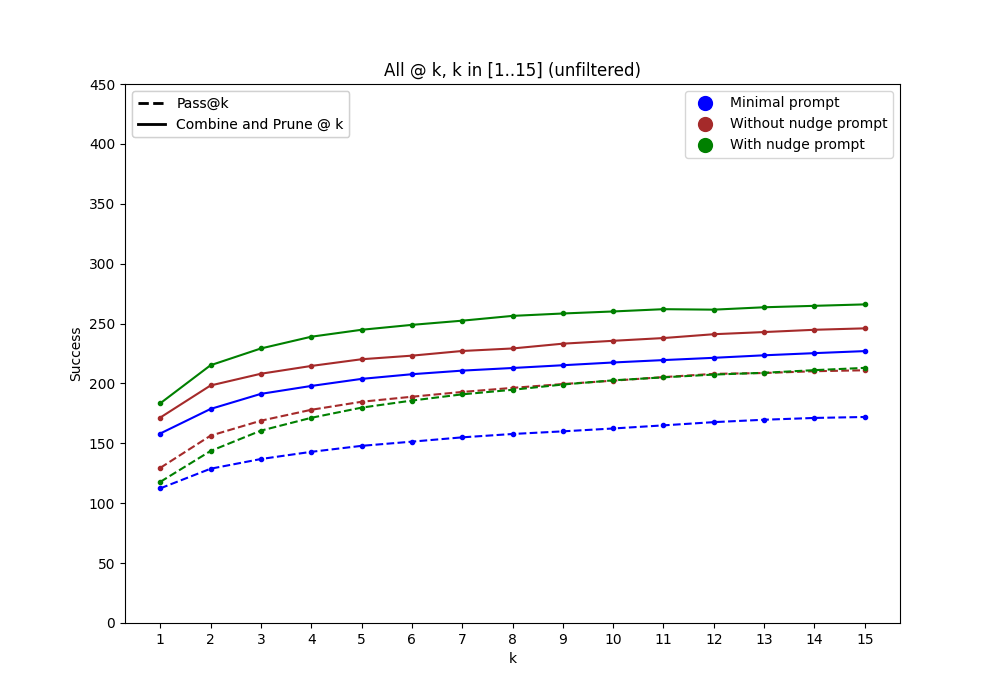 All @ k, k in [1..15] (unfiltered)
Pass@k
Combine and Prune @ k
Minimal prompt
Without nudge prompt
With nudge prompt
450
400
350
300
250
200
150
100
50
0
Success
1 2 3 4 5 6 7 8 9 10 11 12 13 14 15
k